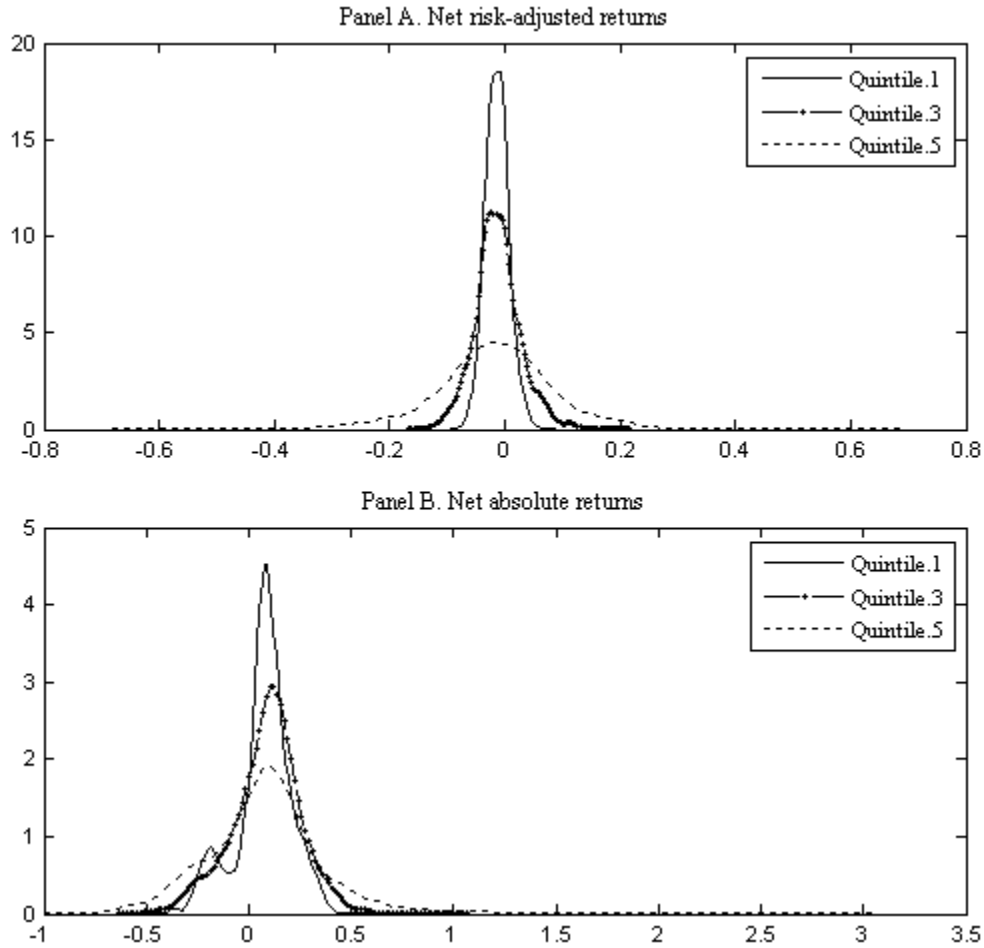 Panel A. Net risk-adjusted returns
20
15
10
5
0
-0.8 -0.6 -0.4 -0.2 0 0.2 0.4 0.6 0.8
Quintile.1
Quintile.3
Quintile.5
Panel B. Net absolute returns
5
4
3
2
1
0
-1 -0.5 0 0.5 1 1.5 2 2.5 3 3.5
Quintile.1
Quintile.3
Quintile.5